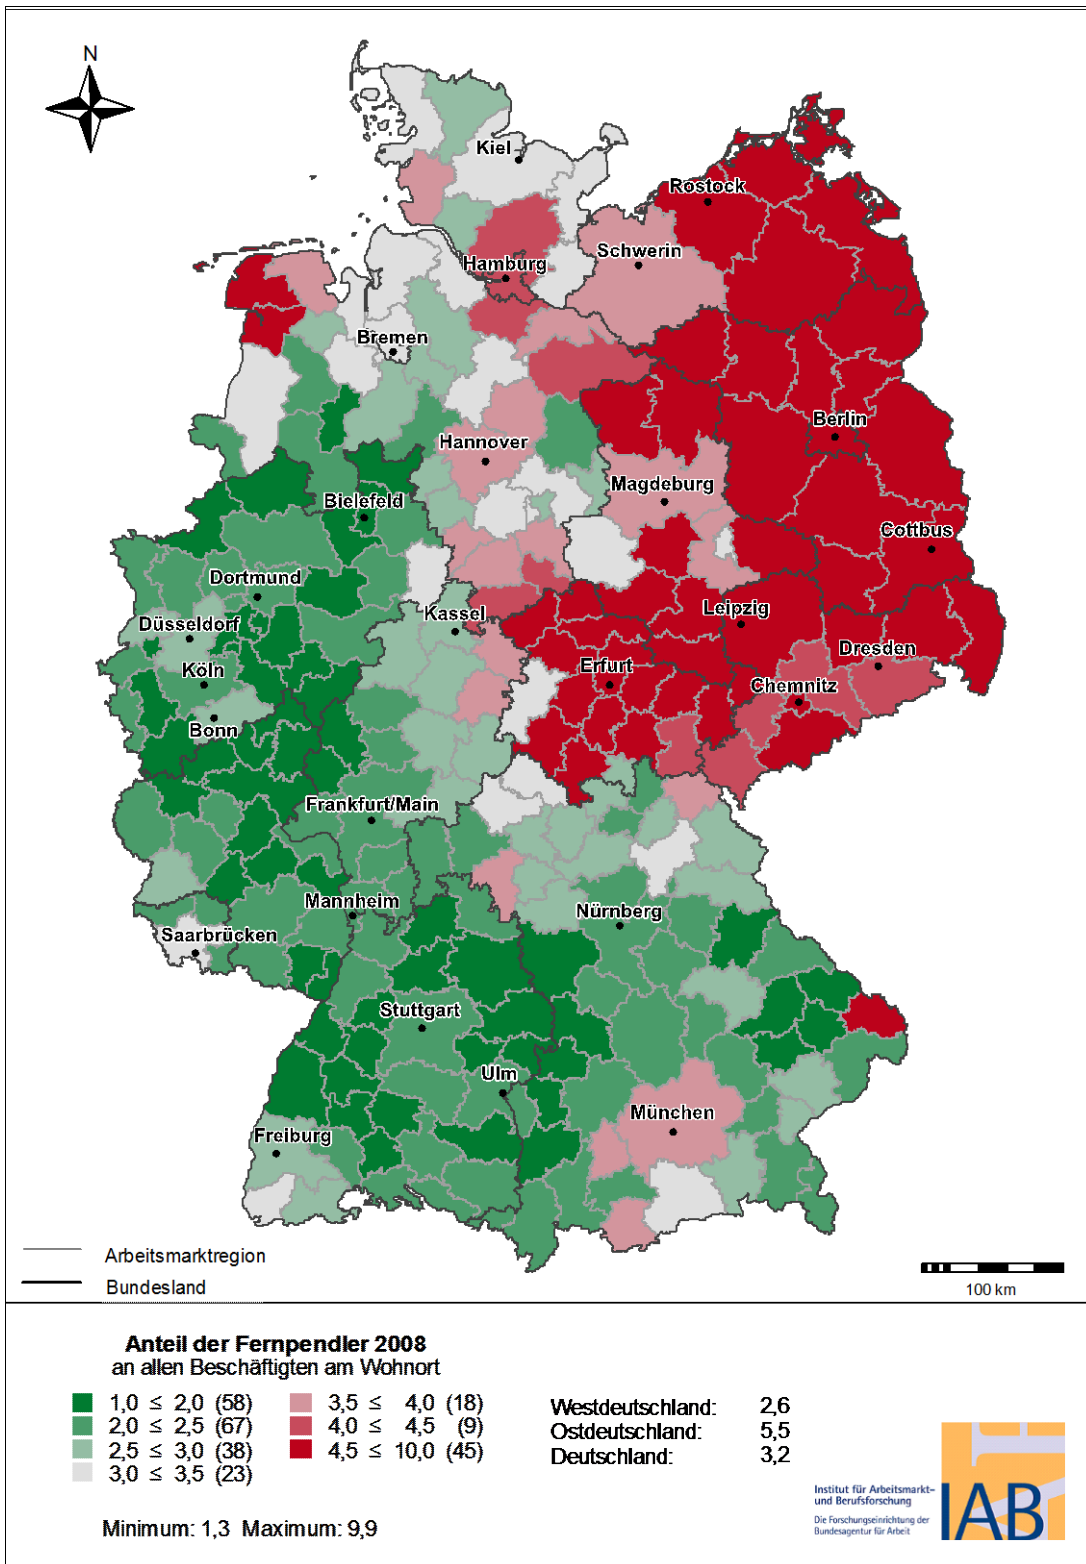 N
Kiel
Rostock
Schwerin
Hamburg
Bremen
Berlin
Hannover
Magdeburg
Bielefeld
Cottbus
Dortmund
Leipzig
Kassel
Düsseldorf
Dresden
Köln
Erfurt
Chemnitz
Bonn
Frankfurt/Main
Mannheim
Nürnberg
Saarbrücken
Stuttgart
Ulm
München
Freiburg
Arbeitsmarktregion
Bundesland
100 km
Anteil der Fernpendler 2008
an allen Beschäftigten am Wohnort
1,0 ≤ 2,0 (58)
2,0 ≤ 2,5 (67)
2,5 ≤ 3,0 (38)
3,0 ≤ 3,5 (23)
3,5 ≤ 4,0 (18)
4,0 ≤ 4,5 (9)
4,5 ≤ 10,0 (45)
Minimum: 1,3 Maximum: 9,9
Westdeutschland: 2,6
Ostdeutschland: 5,5
Deutschland: 3,2
Institut für Arbeitsmarkt-
und Berufsforschung
Die Forschungseinrichtung der
Bundesagentur für Arbeit
IAB